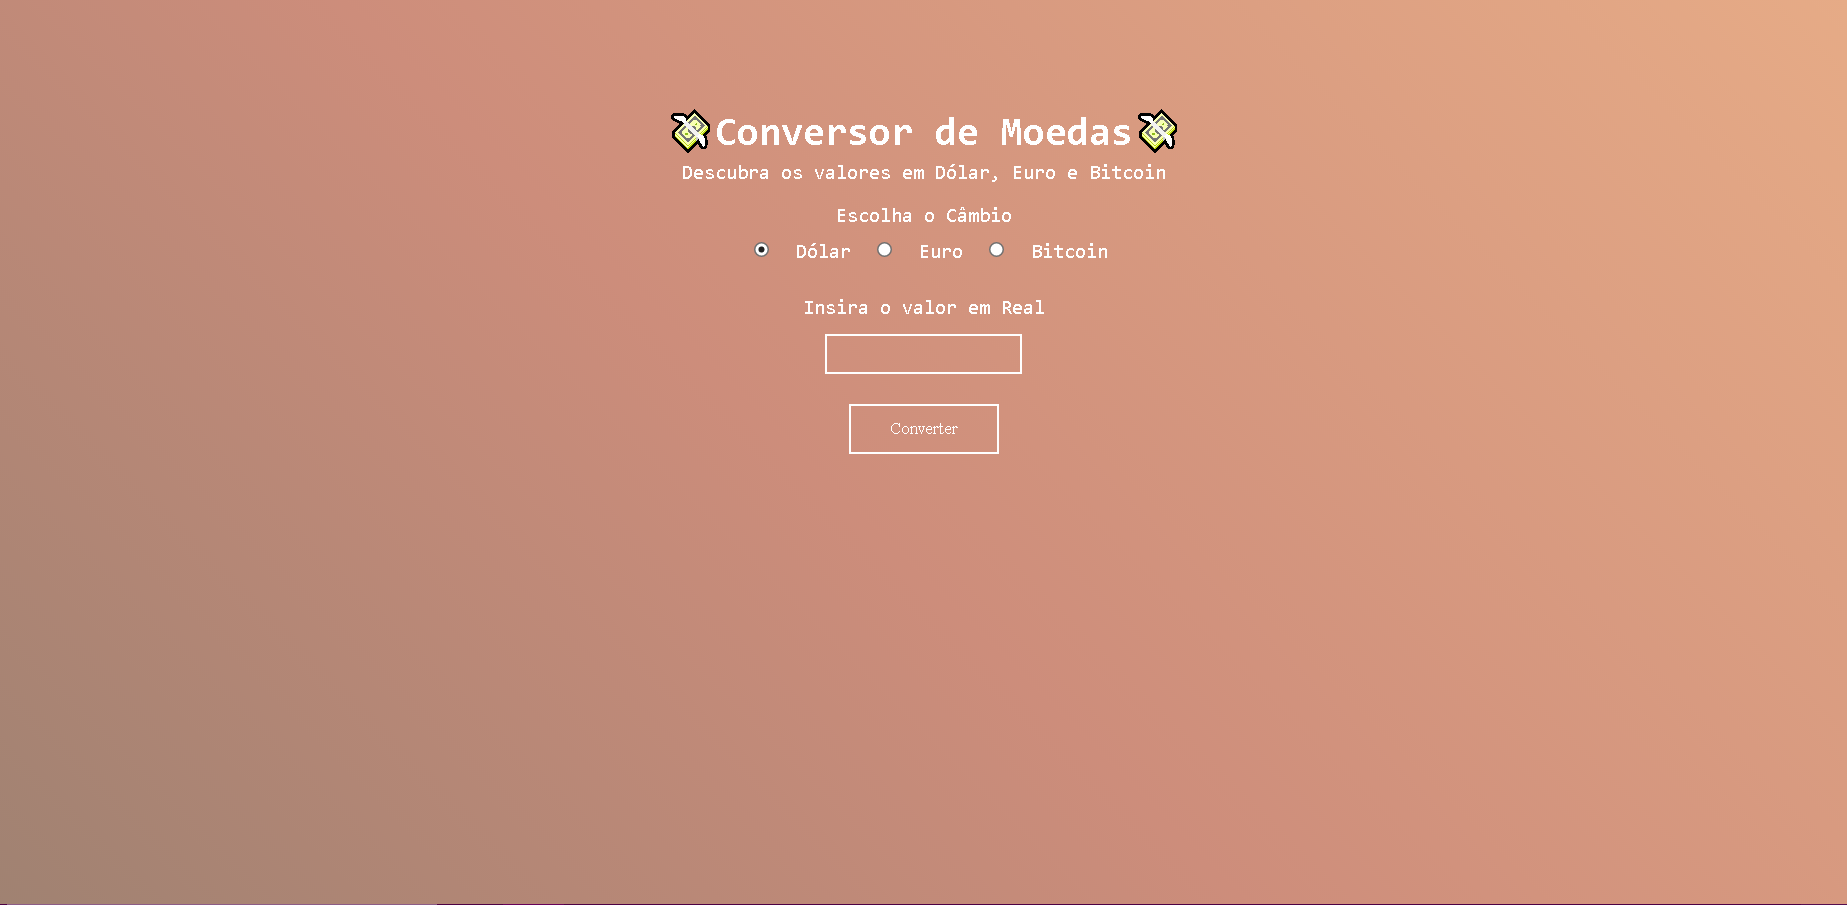 Conversor de Moedas
Descubra os valores em Dólar, Euro e Bitcoin
Escolha o Câmbio
Dólar Euro Bitcoin
Insira o valor em Real
Converter